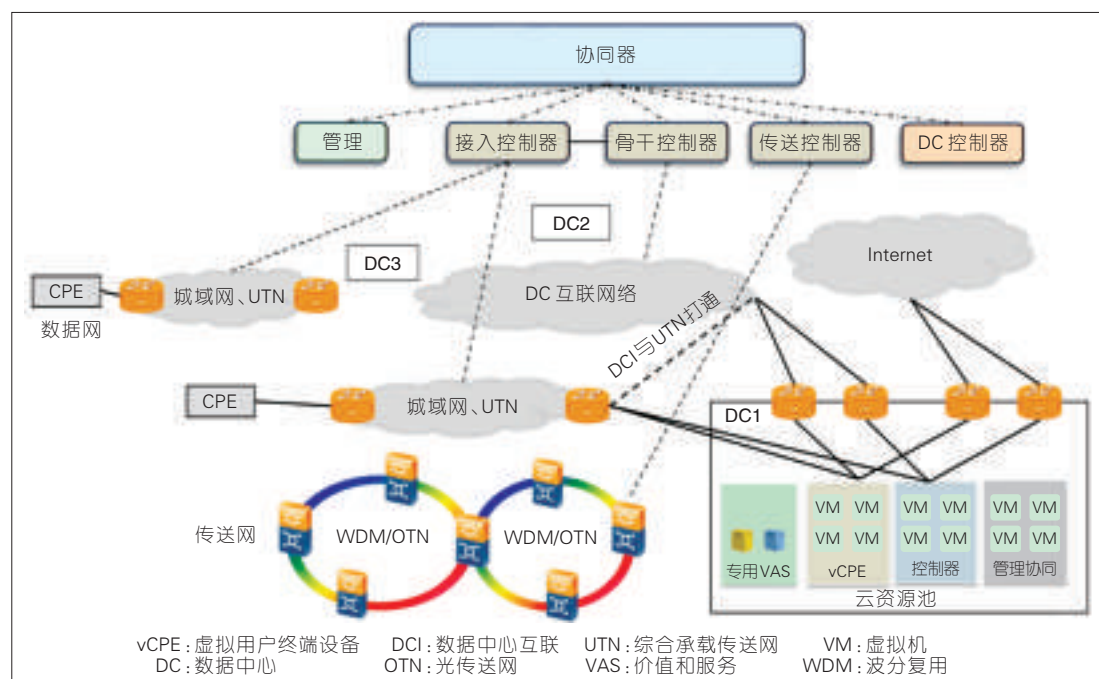 协同器
管理
接入控制器
骨干控制器
传送控制器
DC 控制器
DC2
DC3
Internet
CPE
城域网、UTN
DC 互联网络
数据网
DCI与UTN打通
CPE
城域网、UTN
DC1
传送网
WDM/OTN
WDM/OTN
VM VM
VM VM
VM VM
VM VM
VM VM
VM VM
专用VAS
vCPE
控制器
管理协同
云资源池
vCPE：虚拟用户终端设备 DCI：数据中心互联 UTN：综合承载传送网 VM：虚拟机
DC：数据中心 OTN：光传送网 VAS：价值和服务 WDM：波分复用